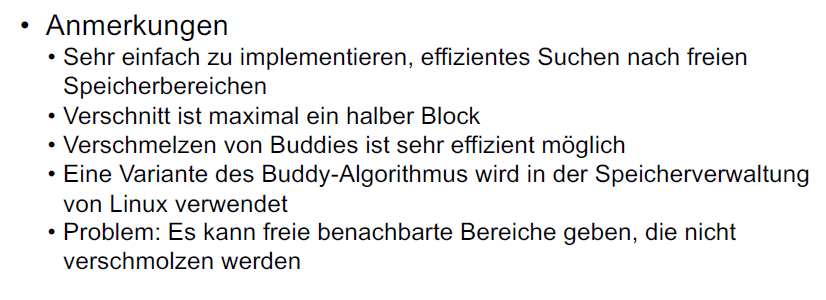 • Anmerkungen
• Sehr einfach zu implementieren, effizientes Suchen nach freien
Speicherbereichen
• Verschnitt ist maximal ein halber Block
• Verschmelzen von Buddies ist sehr effizient möglich
• Eine Variante des Buddy-Algorithmus wird in der Speicherverwaltung
von Linux verwendet
• Problem: Es kann freie benachbarte Bereiche geben, die nicht
verschmolzen werden